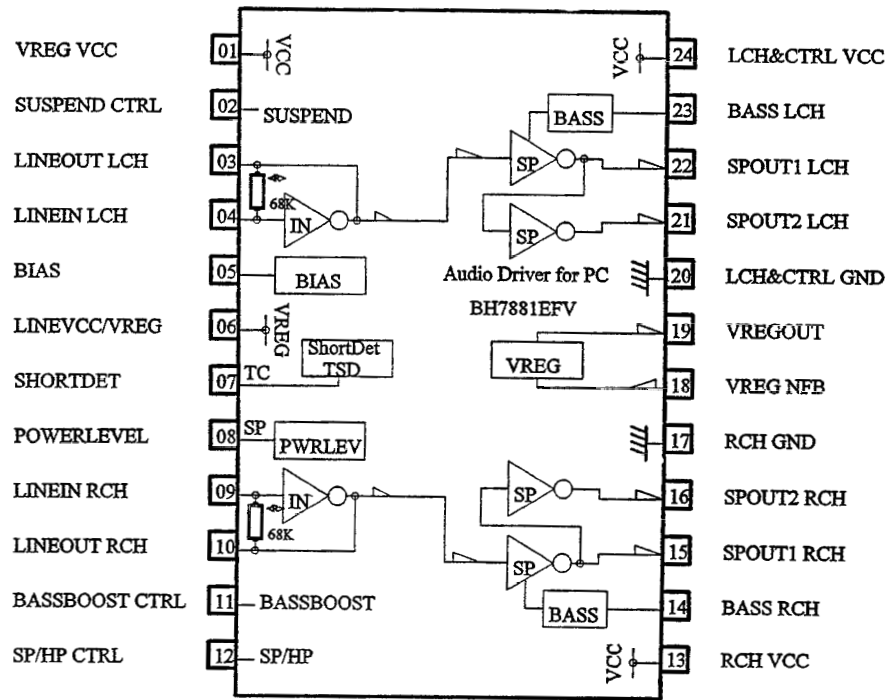 VREG VCC
01
VCC
SUSPEND CTRL
02
SUSPEND
LINEOUT LCH
03
68K
LINEIN LCH
04
IN
BIAS
05
BIAS
LINEVCC/VREG
06
VREG
ShortDet
TSD
SHORTDET
07
TC
POWERLEVEL
08
SP
PWRLEV
LINEIN RCH
09
IN
68K
LINEOUT RCH
10
BASSBOOST CTRL
11
BASSBOOST
SP/HP CTRL
12
SP/HP
VCC
24
LCH&CTRL VCC
BASS
23
BASS LCH
SP
22
SPOUT1 LCH
SP
21
SPOUT2 LCH
Audio Driver for PC
BH7881EFV
20
LCH&CTRL GND
19
VREGOUT
VREG
18
VREG NFB
17
RCH GND
SP
16
SPOUT2 RCH
SP
15
SPOUT1 RCH
BASS
14
BASS RCH
VCC
13
RCH VCC